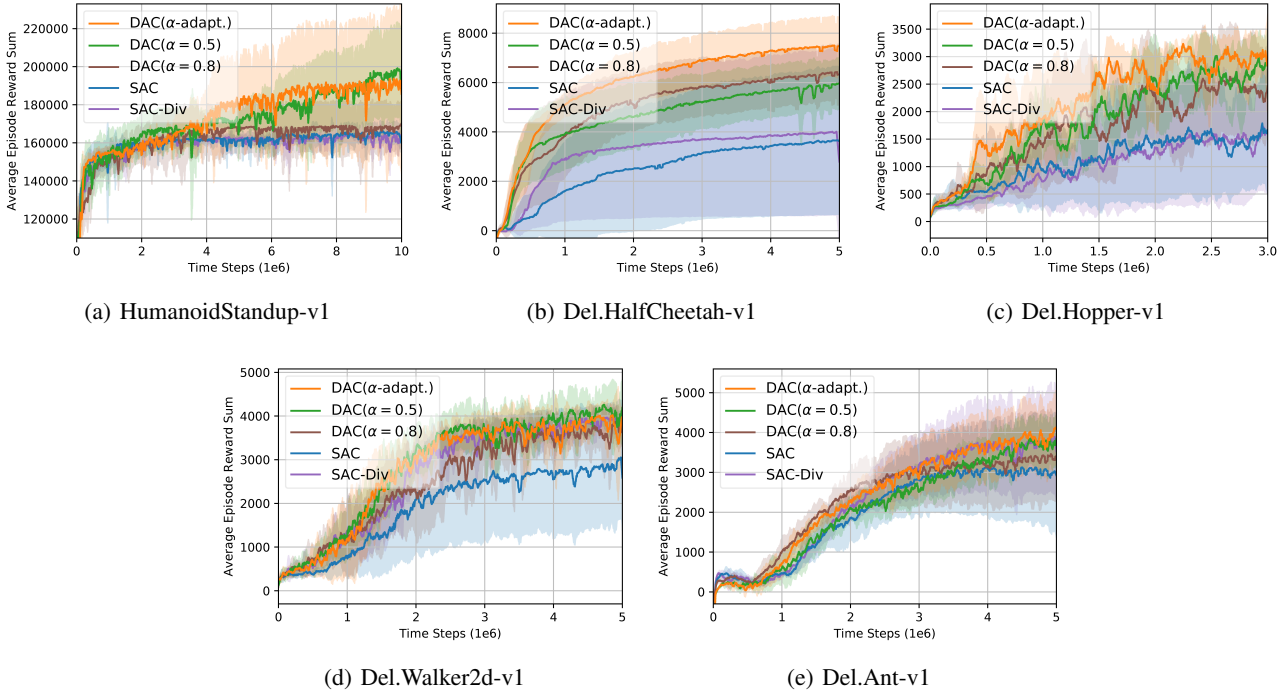 DAC(α-adapt.)
DAC(α = 0.5)
DAC(α = 0.8)
SAC
SAC-Div
220000
200000
180000
160000
140000
120000
Average Episode Reward Sum
0 2 4 6 8 10
Time Steps (1e6)
(a) HumanoidStandup-v1
DAC(α-adapt.)
DAC(α = 0.5)
DAC(α = 0.8)
SAC
SAC-Div
8000
6000
4000
2000
0
Average Episode Reward Sum
0 1 2 3 4 5
Time Steps (1e6)
(b) Del.HalfCheetah-v1
DAC(α-adapt.)
DAC(α = 0.5)
DAC(α = 0.8)
SAC
SAC-Div
3500
3000
2500
2000
1500
1000
500
0
Average Episode Reward Sum
0.0 0.5 1.0 1.5 2.0 2.5 3.0
Time Steps (1e6)
(c) Del.Hopper-v1
DAC(α-adapt.)
DAC(α = 0.5)
DAC(α = 0.8)
SAC
SAC-Div
5000
4000
3000
2000
1000
0
Average Episode Reward Sum
0 1 2 3 4 5
Time Steps (1e6)
(d) Del.Walker2d-v1
DAC(α-adapt.)
DAC(α = 0.5)
DAC(α = 0.8)
SAC
SAC-Div
5000
4000
3000
2000
1000
0
Average Episode Reward Sum
0 1 2 3 4 5
Time Steps (1e6)
(e) Del.Ant-v1